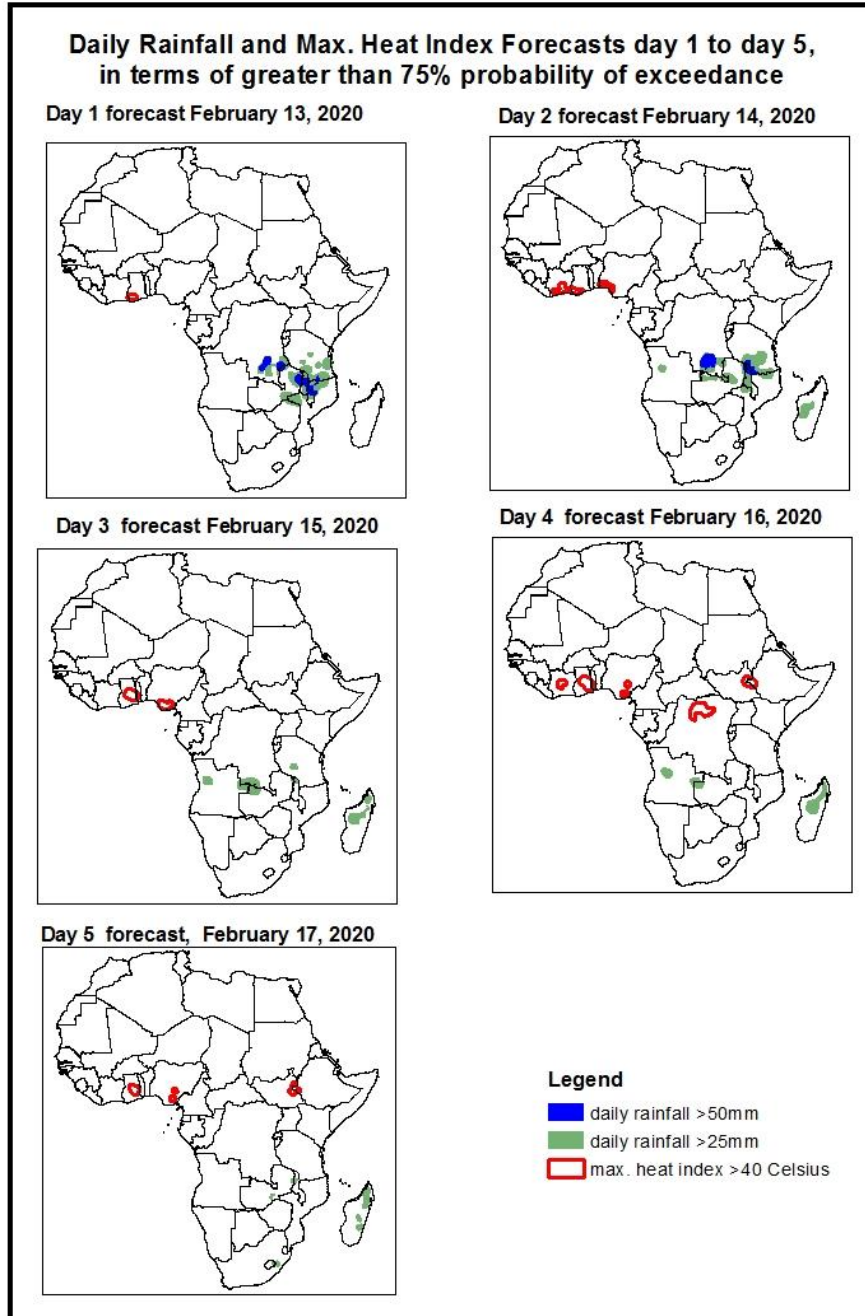 Daily Rainfall and Max. Heat Index Forecasts day 1 to day 5,
in terms of greater than 75% probability of exceedance
Day 1 forecast February 13, 2020
Day 2 forecast February 14, 2020
Day 3 forecast February 15, 2020
Day 4 forecast February 16, 2020
Day 5 forecast, February 17, 2020
Legend
daily rainfall >50mm
daily rainfall >25mm
max. heat index >40 Celsius